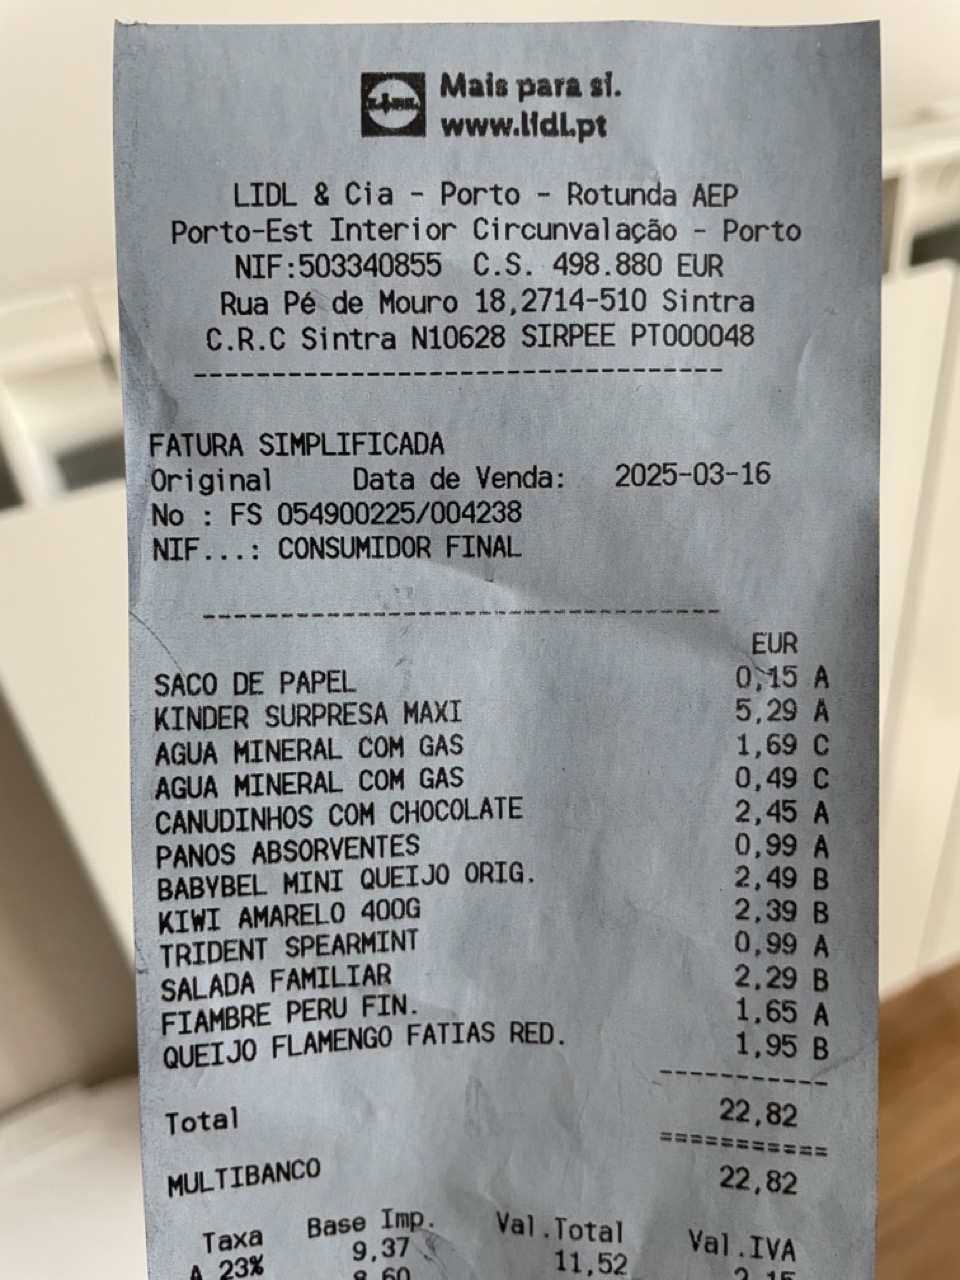 LIDL
Mais para si.
www.lidl.pt
LIDL & Cia - Porto - Rotunda AEP
Porto-Est Interior Circunvalação - Porto
NIF:503340855 C.S. 498.880 EUR
Rua Pé de Mouro 18,2714-510 Sintra
C.R.C Sintra N10628 SIRPEE PT000048
---------------------------------
FATURA SIMPLIFICADA
Original Data de Venda: 2025-03-16
No : FS 054900225/004238
NIF...: CONSUMIDOR FINAL
---------------------------------
EUR
SACO DE PAPEL 0,15 A
KINDER SURPRESA MAXI 5,29 A
AGUA MINERAL COM GAS 1,69 C
AGUA MINERAL COM GAS 0,49 C
CANUDINHOS COM CHOCOLATE 2,45 A
PANOS ABSORVENTES 0,99 A
BABYBEL MINI QUEIJO ORIG. 2,49 B
KIWI AMARELO 400G 2,39 B
TRIDENT SPEARMINT 0,99 A
SALADA FAMILIAR 2,29 B
FIAMBRE PERU FIN. 1,65 A
QUEIJO FLAMENGO FATIAS RED. 1,95 B
-----------
Total 22,82
===========
MULTIBANCO 22,82
Taxa Base Imp. Val.Total Val.IVA
A 23% 9,37 11,52 2,15
8,60